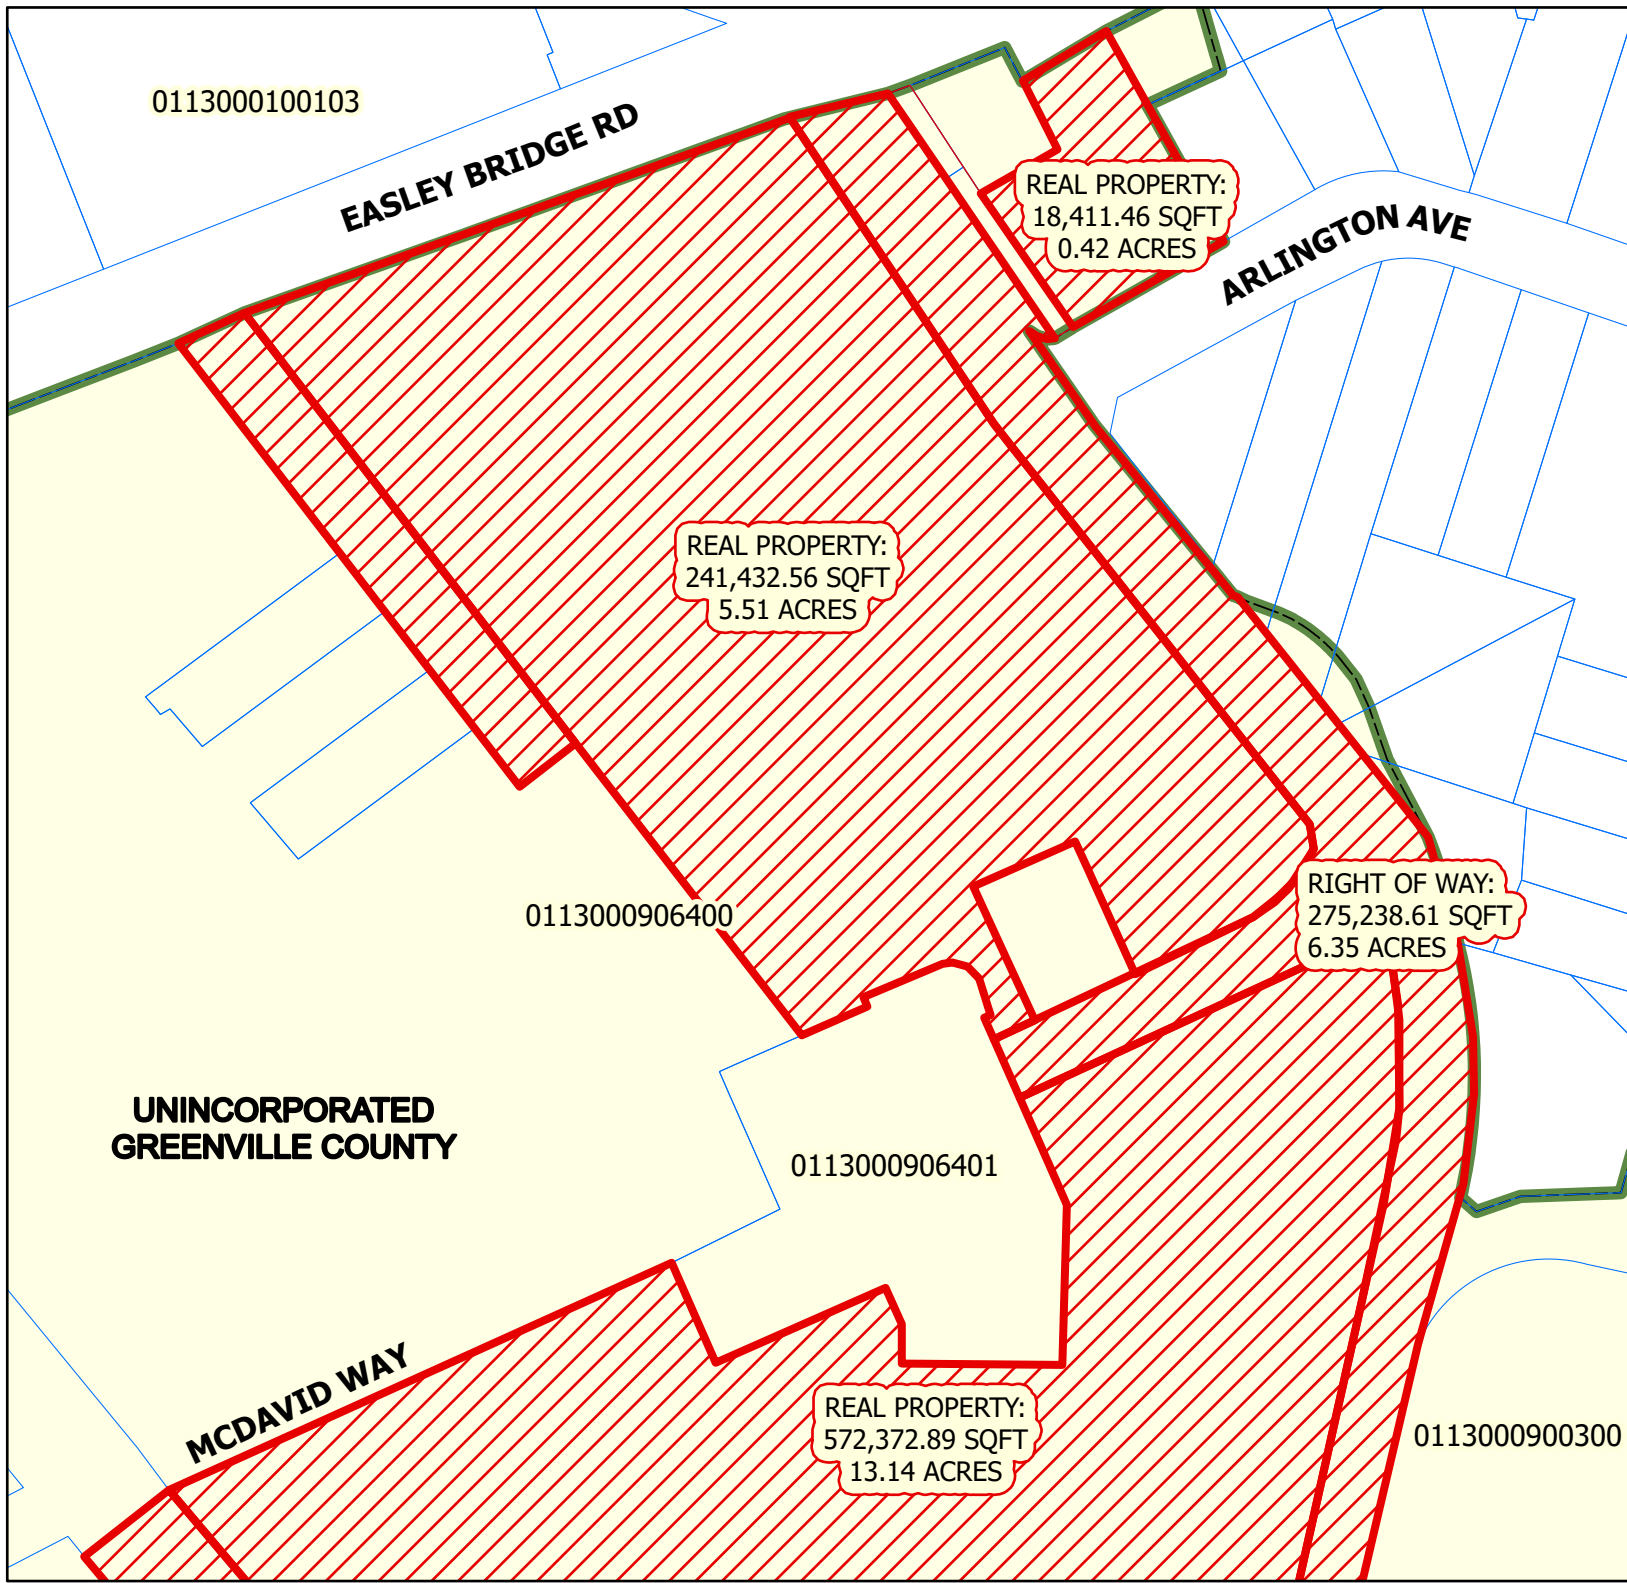 0113000100103
EASLEY BRIDGE RD
REAL PROPERTY:
18,411.46 SQFT
0.42 ACRES
ARLINGTON AVE
REAL PROPERTY:
241,432.56 SQFT
5.51 ACRES
RIGHT OF WAY:
275,238.61 SQFT
6.35 ACRES
0113000906400
UNINCORPORATED
GREENVILLE COUNTY
0113000906401
MCDAVID WAY
REAL PROPERTY:
572,372.89 SQFT
13.14 ACRES
0113000900300